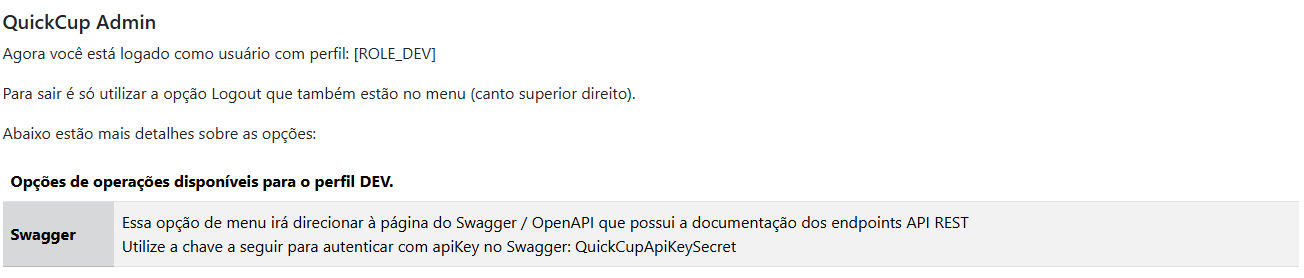 QuickCup Admin
Agora você está logado como usuário com perfil: [ROLE_DEV]
Para sair é só utilizar a opção Logout que também estão no menu (canto superior direito).
Abaixo estão mais detalhes sobre as opções:
Opções de operações disponíveis para o perfil DEV.
Swagger
Essa opção de menu irá direcionar à página do Swagger / OpenAPI que possui a documentação dos endpoints API REST
Utilize a chave a seguir para autenticar com apiKey no Swagger: QuickCupApiKeySecret